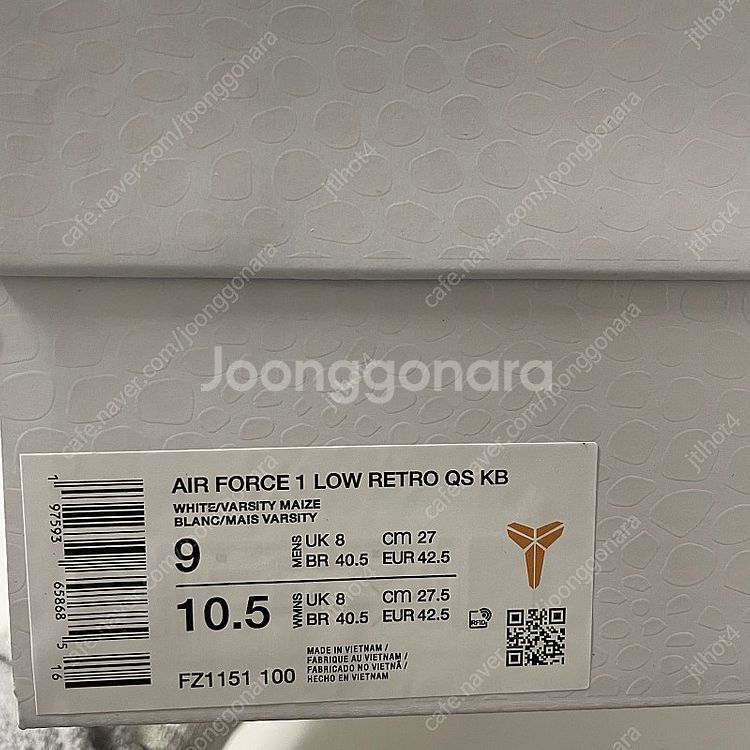 Joonggonara
AIR FORCE 1 LOW RETRO QS KB
WHITE/VARSITY MAIZE
BLANC/MAIS VARSITY
9 MENS UK 8 cm 27
BR 40.5 EUR 42.5
10.5 WMNS UK 8 cm 27.5
BR 40.5 EUR 42.5
RFID
FZ1151 100
MADE IN VIETNAM /
FABRIQUE AU VIETNAM /
FABRICADO NO VIETNÃ /
HECHO EN VIETNAM
1 97593 65868 5 16
cafe.naver.com/joonggonara
jtlhot4